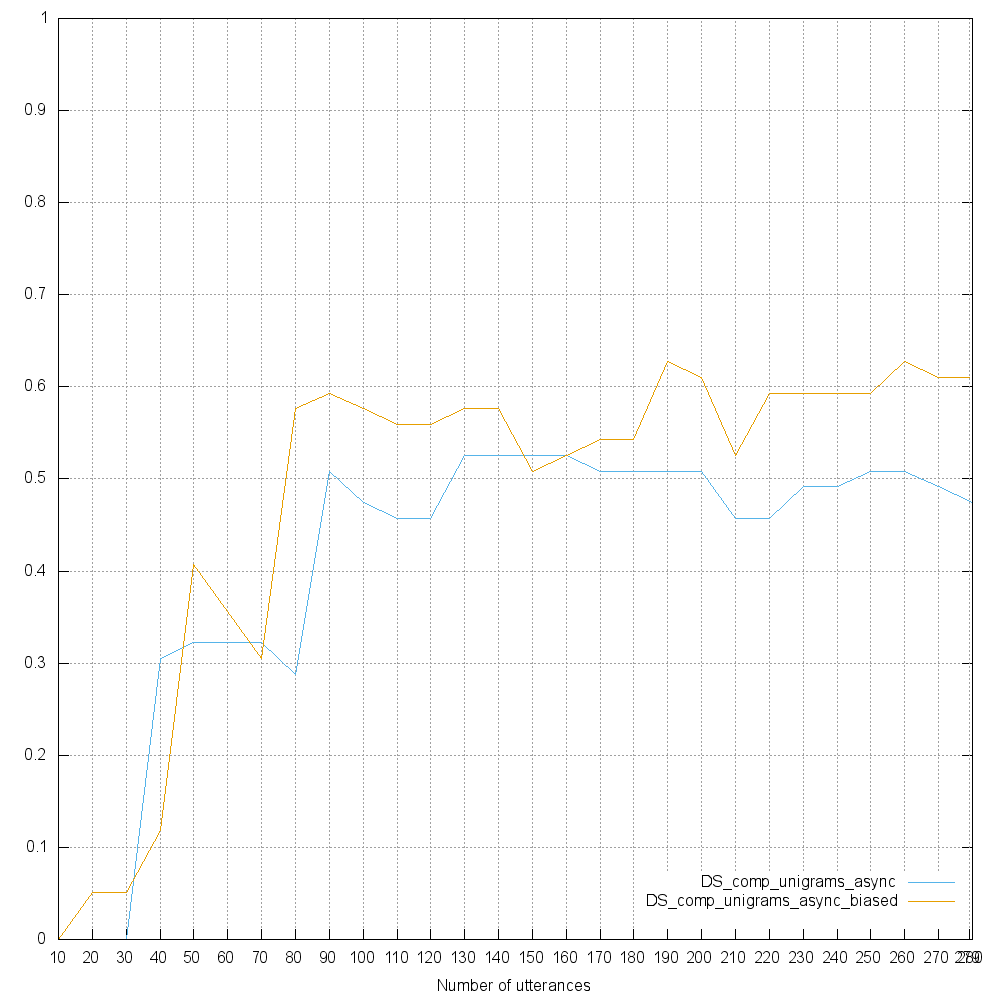 1
0.9
0.8
0.7
0.6
0.5
0.4
0.3
0.2
0.1
0
DS_comp_unigrams_async
DS_comp_unigrams_async_biased
10 20 30 40 50 60 70 80 90 100 110 120 130 140 150 160 170 180 190 200 210 220 230 240 250 260 270 280 279
Number of utterances